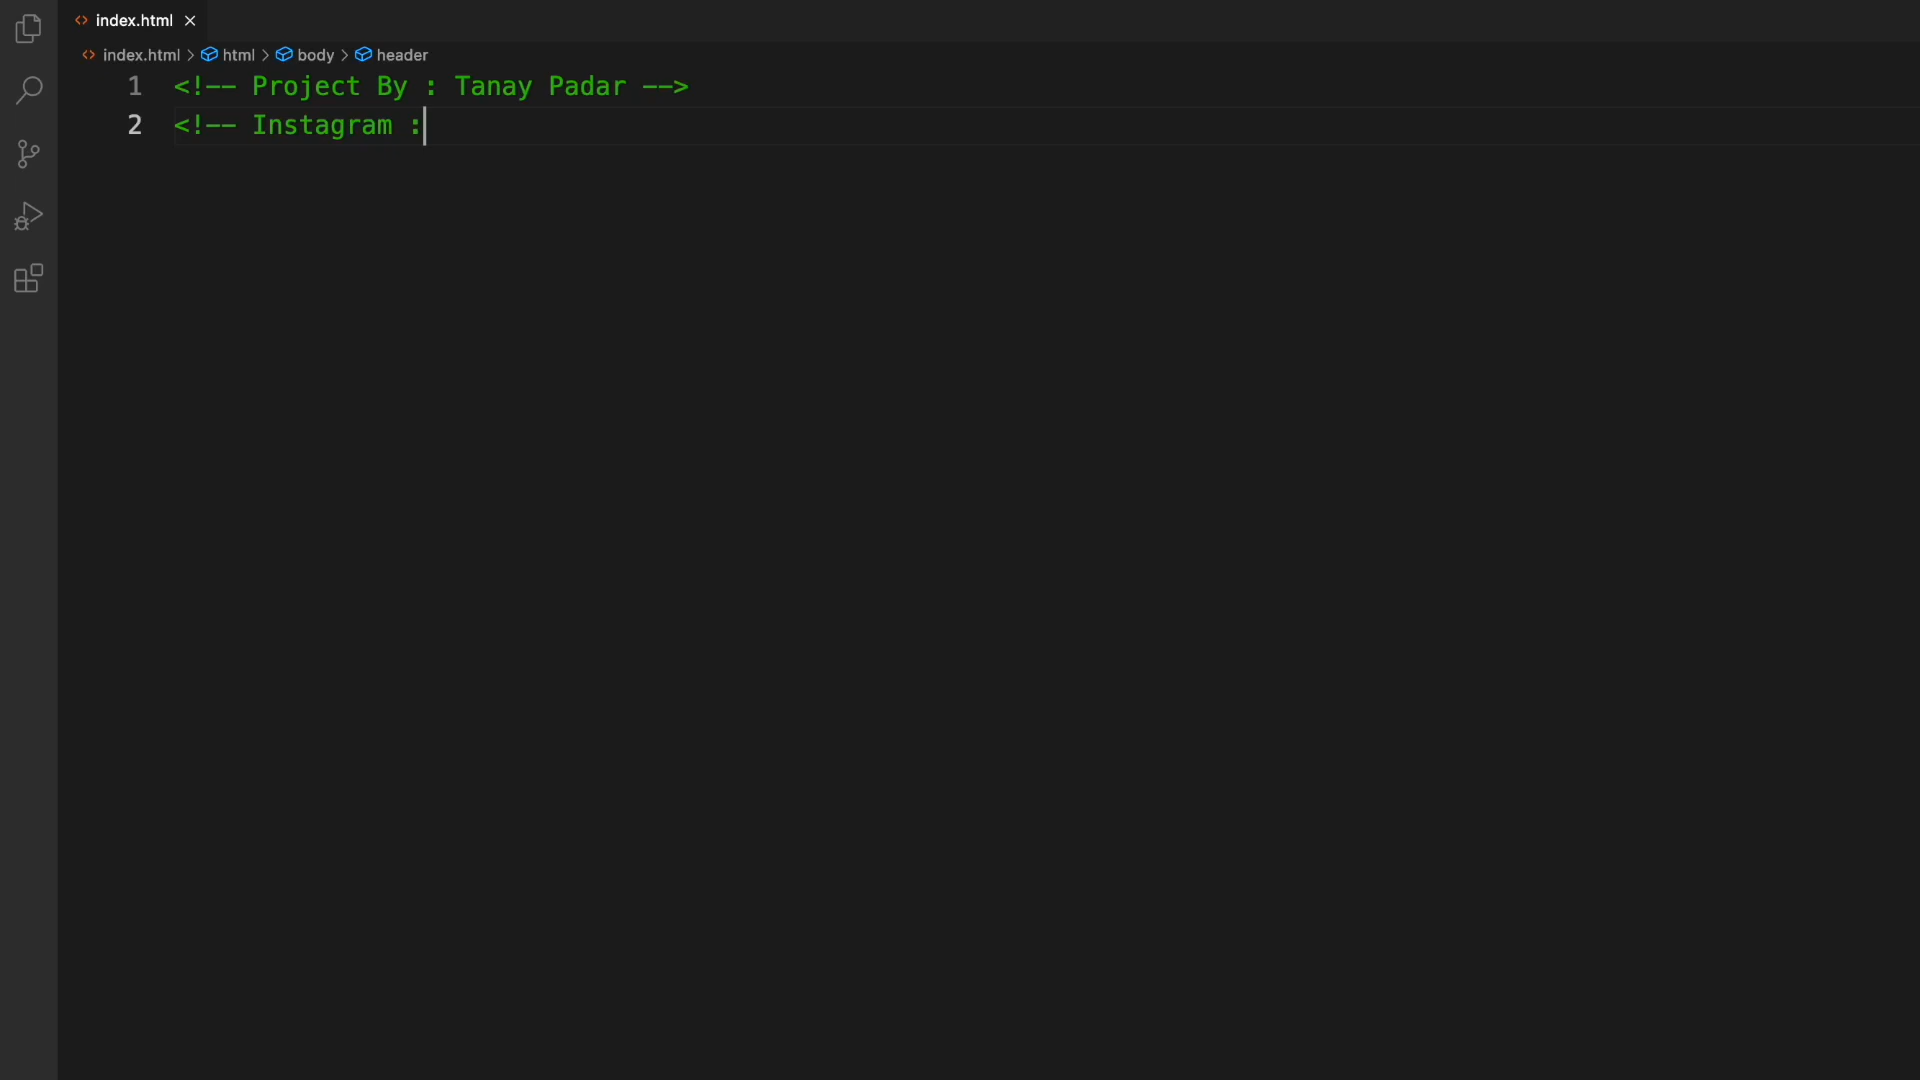 index.html
index.html > html > body > header
1 <!-- Project By : Tanay Padar -->
2 <!-- Instagram :